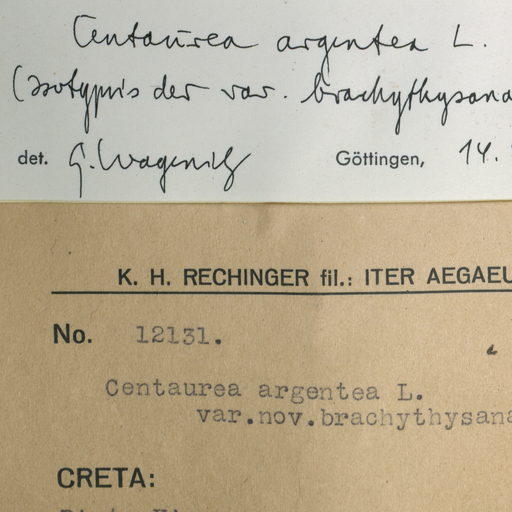 Centaurea argentea L.
(Isotypus der var. brachythysana
det. G. Wagenitz Göttingen, 14.
K. H. RECHINGER fil.: ITER AEGAEU
No. 12131.
Centaurea argentea L.
var.nov.brachythysana
CRETA: